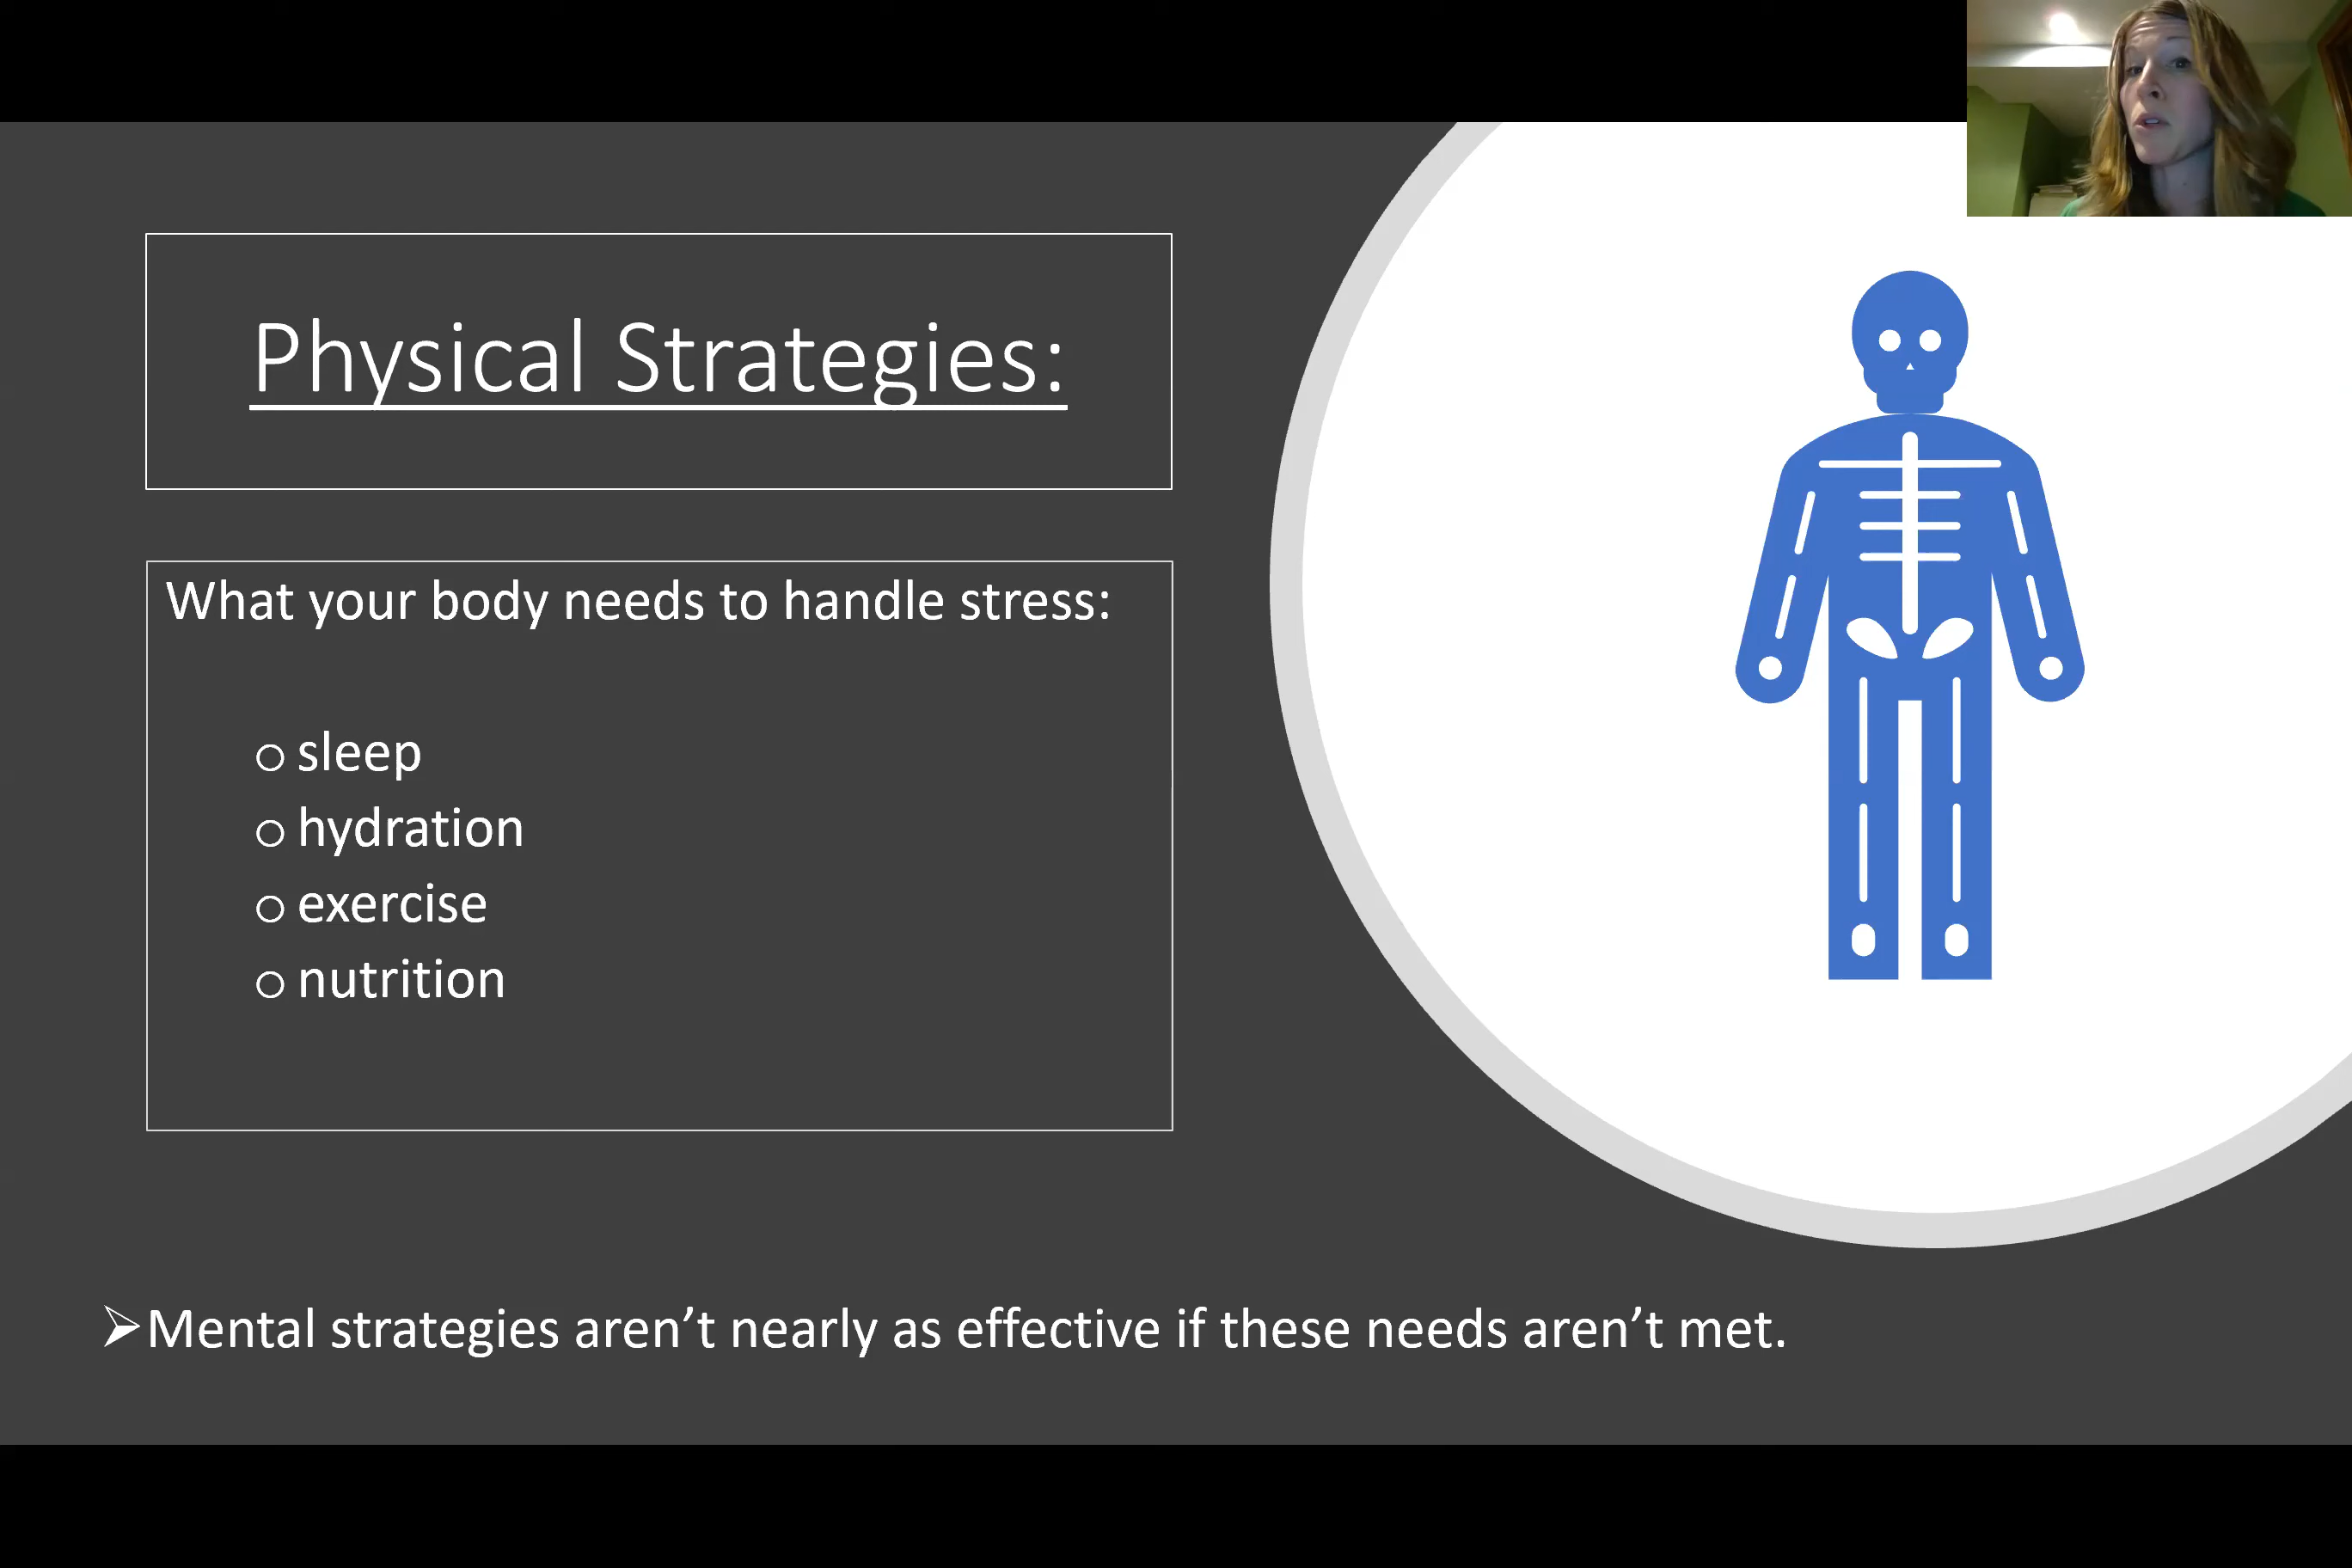 Physical Strategies:
What your body needs to handle stress:
sleep
hydration
exercise
nutrition
Mental strategies aren’t nearly as effective if these needs aren’t met.